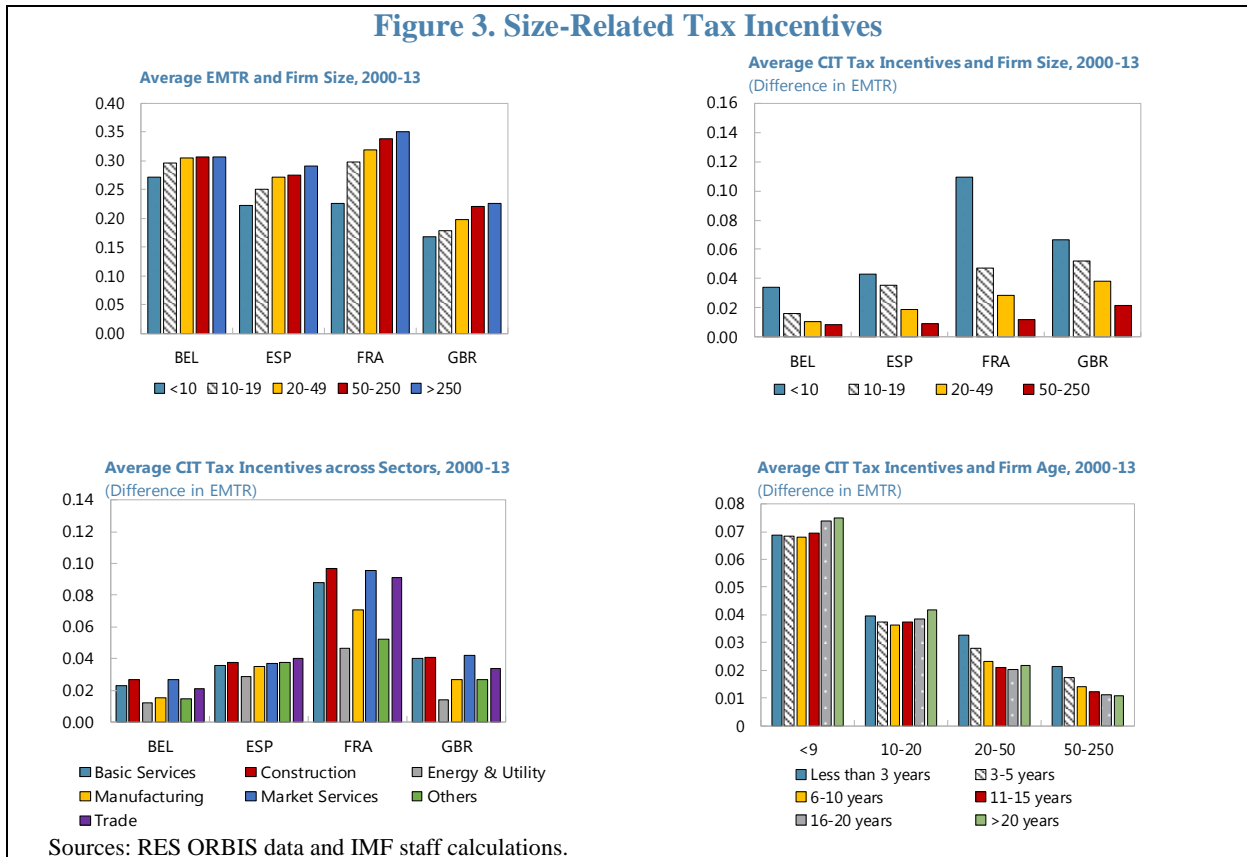 Figure 3. Size-Related Tax Incentives
Average EMTR and Firm Size, 2000-13
0.40
0.35
0.30
0.25
0.20
0.15
0.10
0.05
0.00
BEL ESP FRA GBR
<10 10-19 20-49 50-250 >250
Average CIT Tax Incentives and Firm Size, 2000-13
(Difference in EMTR)
0.16
0.14
0.12
0.10
0.08
0.06
0.04
0.02
0.00
BEL ESP FRA GBR
<10 10-19 20-49 50-250
Average CIT Tax Incentives across Sectors, 2000-13
(Difference in EMTR)
0.14
0.12
0.10
0.08
0.06
0.04
0.02
0.00
BEL ESP FRA GBR
Basic Services Construction Energy & Utility
Manufacturing Market Services Others
Trade
Average CIT Tax Incentives and Firm Age, 2000-13
(Difference in EMTR)
0.08
0.07
0.06
0.05
0.04
0.03
0.02
0.01
0
<9 10-20 20-50 50-250
Less than 3 years 3-5 years
6-10 years 11-15 years
16-20 years >20 years
Sources: RES ORBIS data and IMF staff calculations.